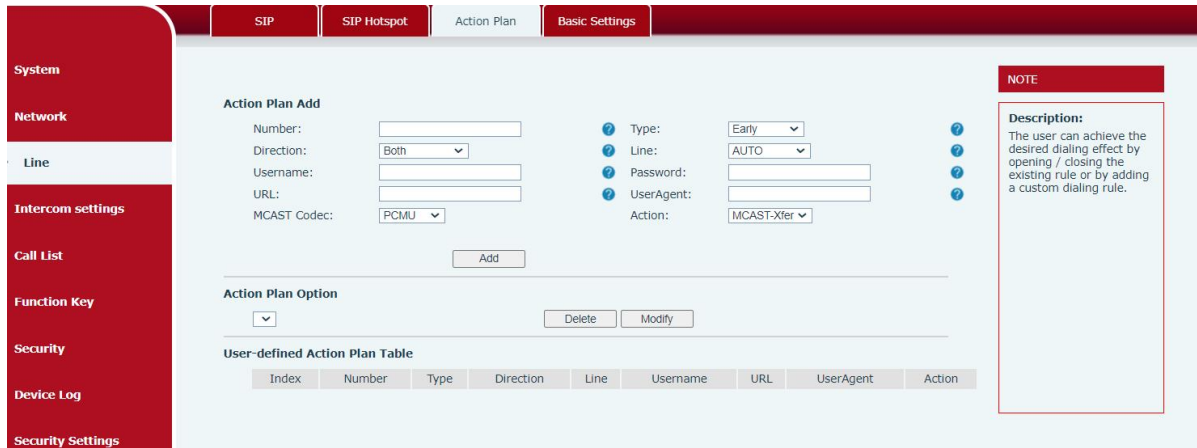 SIP
SIP Hotspot
Action Plan
Basic Settings
System
Network
Line
Intercom settings
Call List
Function Key
Security
Device Log
Security Settings
Action Plan Add
Number:
Type: Early
Direction: Both
Line: AUTO
Username:
Password:
URL:
UserAgent:
MCAST Codec: PCMU
Action: MCAST-Xfer
Add
Action Plan Option
Delete
Modify
User-defined Action Plan Table
Index Number Type Direction Line Username URL UserAgent Action
NOTE
Description:
The user can achieve the
desired dialing effect by
opening / closing the
existing rule or by adding
a custom dialing rule.